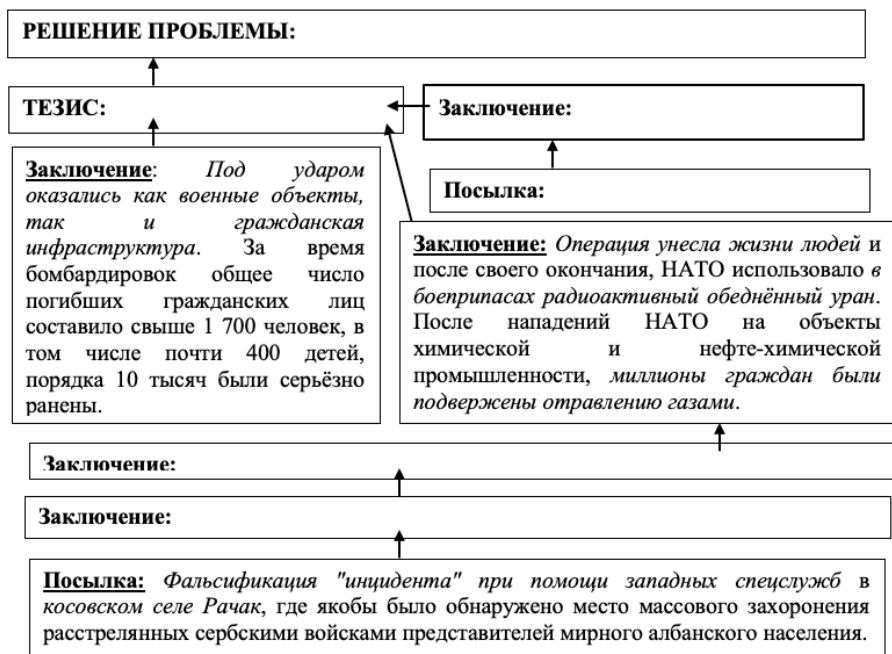 РЕШЕНИЕ ПРОБЛЕМЫ:
ТЕЗИС:
Заключение:
Заключение: Под ударом
оказались как военные объекты,
так и гражданская
инфраструктура. За время
бомбардировок общее число
погибших гражданских лиц
составило свыше 1 700 человек, в
том числе почти 400 детей,
порядка 10 тысяч были серьёзно
ранены.
Посылка:
Заключение: Операция унесла жизни людей и
после своего окончания, НАТО использовало в
боеприпасах радиоактивный обеднённый уран.
После нападений НАТО на объекты
химической и нефте-химической
промышленности, миллионы граждан были
подвержены отравлению газами.
Заключение:
Заключение:
Посылка: Фальсификация "инцидента" при помощи западных спецслужб в
косовском селе Рачак, где якобы было обнаружено место массового захоронения
расстрелянных сербскими войсками представителей мирного албанского населения.